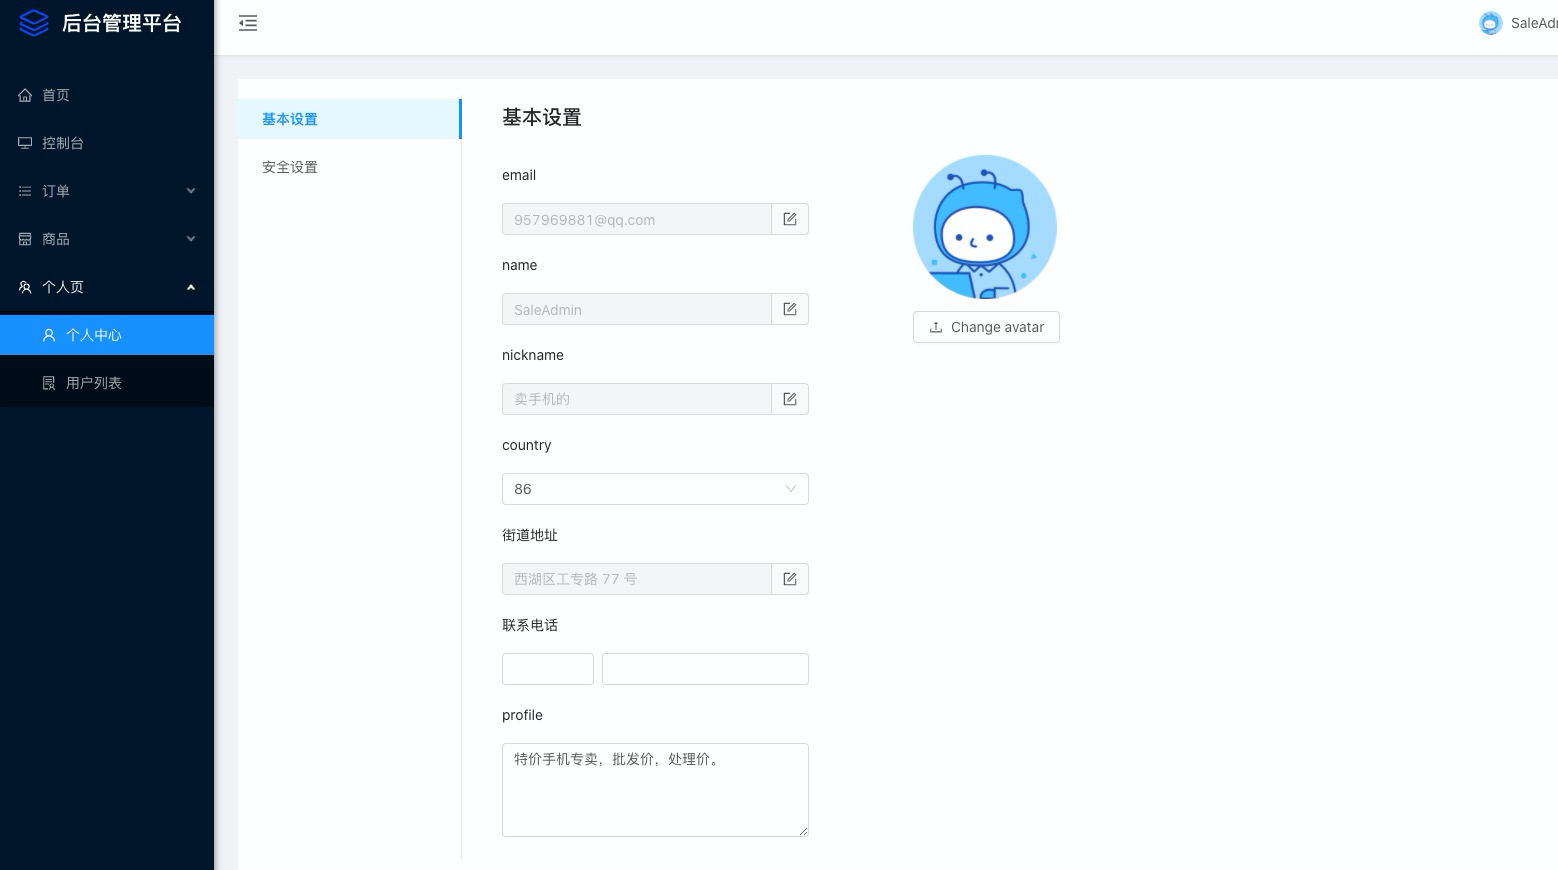 后台管理平台
SaleAdm
首页
控制台
订单
商品
个人页
个人中心
用户列表
基本设置
安全设置
基本设置
email
957969881@qq.com
name
SaleAdmin
nickname
卖手机的
country
86
街道地址
西湖区工专路 77 号
联系电话
profile
特价手机专卖，批发价，处理价。
Change avatar